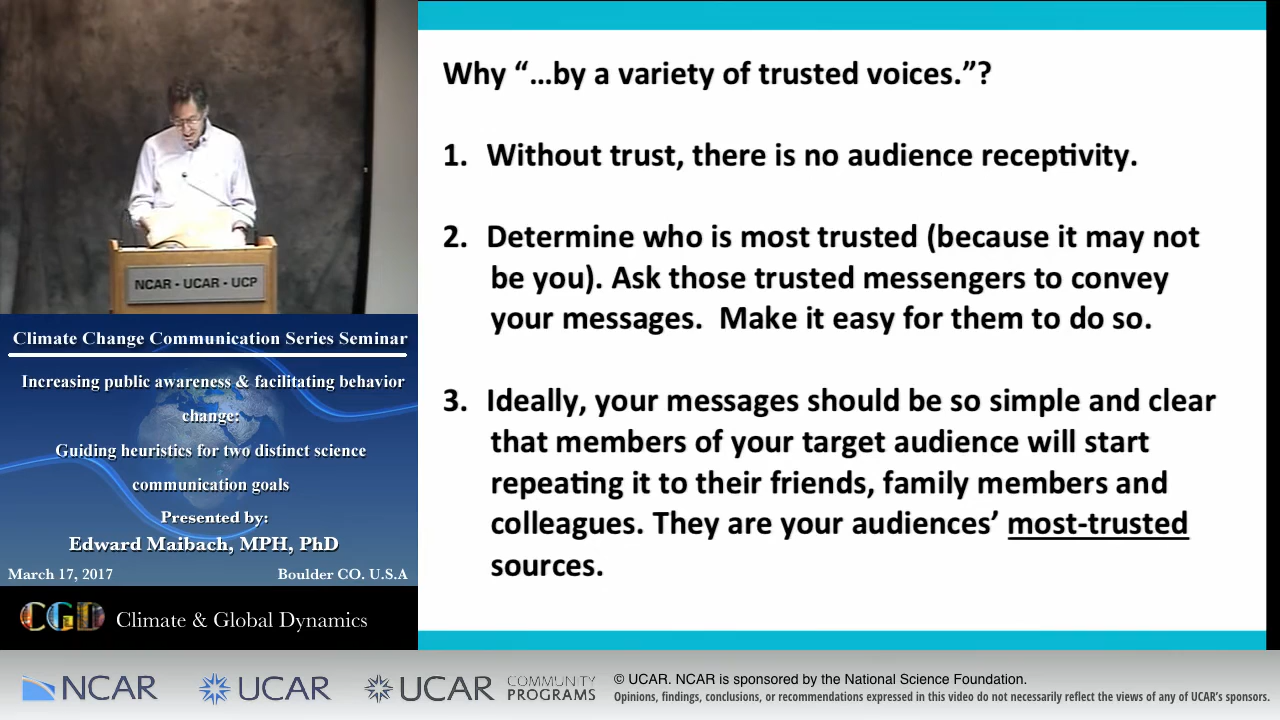 NCAR - UCAR - UCP
Climate Change Communication Series Seminar
Increasing public awareness & facilitating behavior
change:
Guiding heuristics for two distinct science
communication goals
Presented by:
Edward Maibach, MPH, PhD
March 17, 2017 Boulder CO. U.S.A
CGD Climate & Global Dynamics
Why “...by a variety of trusted voices.”?
1. Without trust, there is no audience receptivity.
2. Determine who is most trusted (because it may not
be you). Ask those trusted messengers to convey
your messages. Make it easy for them to do so.
3. Ideally, your messages should be so simple and clear
that members of your target audience will start
repeating it to their friends, family members and
colleagues. They are your audiences’ most-trusted
sources.
NCAR UCAR UCAR COMMUNITY PROGRAMS
© UCAR. NCAR is sponsored by the National Science Foundation.
Opinions, findings, conclusions, or recommendations expressed in this video do not necessarily reflect the views of any of UCAR's sponsors.